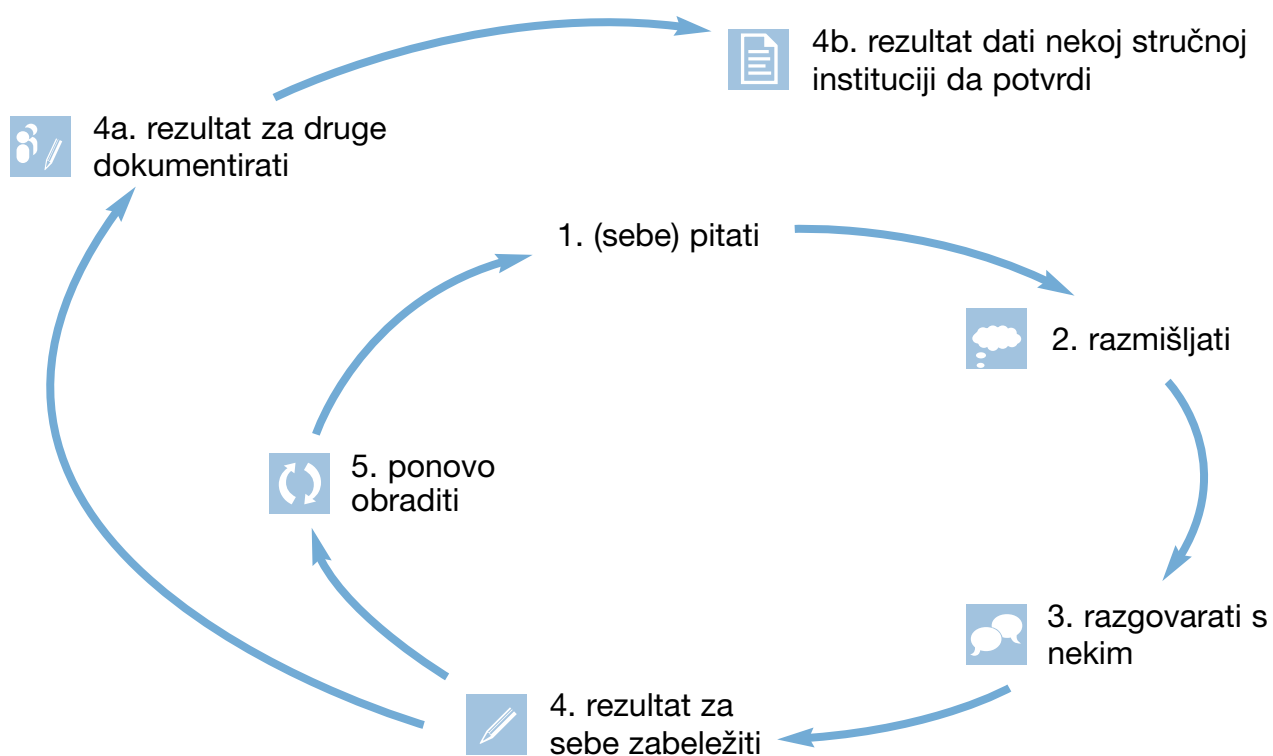 4b. rezultat dati nekoj stručnoj
instituciji da potvrdi
4a. rezultat za druge
dokumentirati
1. (sebe) pitati
2. razmišljati
5. ponovo
obraditi
3. razgovarati s
nekim
4. rezultat za
sebe zabeležiti